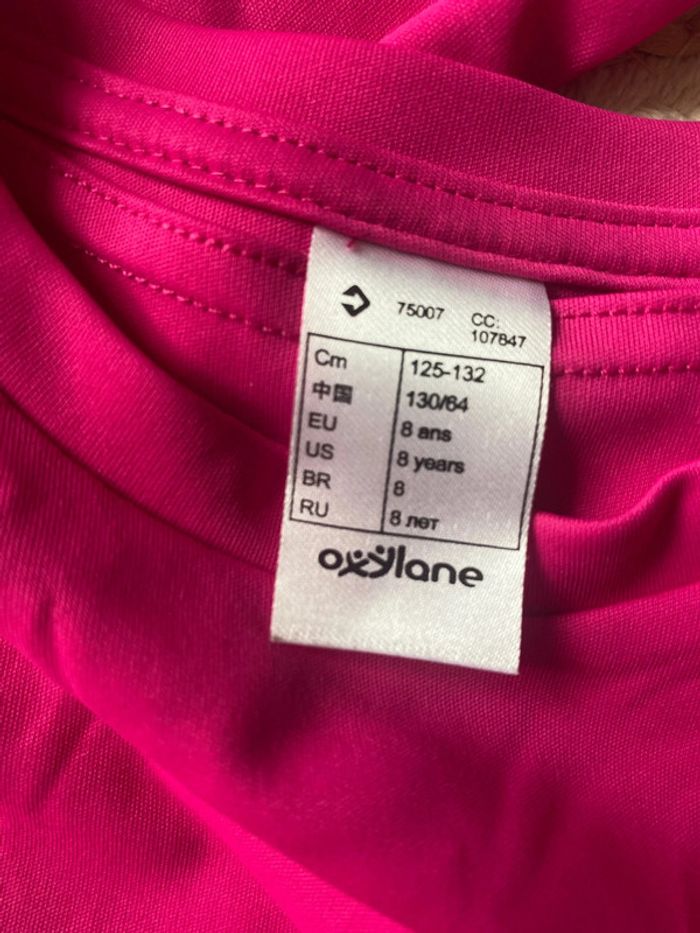 75007 CC:
107847
Cm 125-132
中国 130/64
EU 8 ans
US 8 years
BR 8
RU 8 лет
oxylane